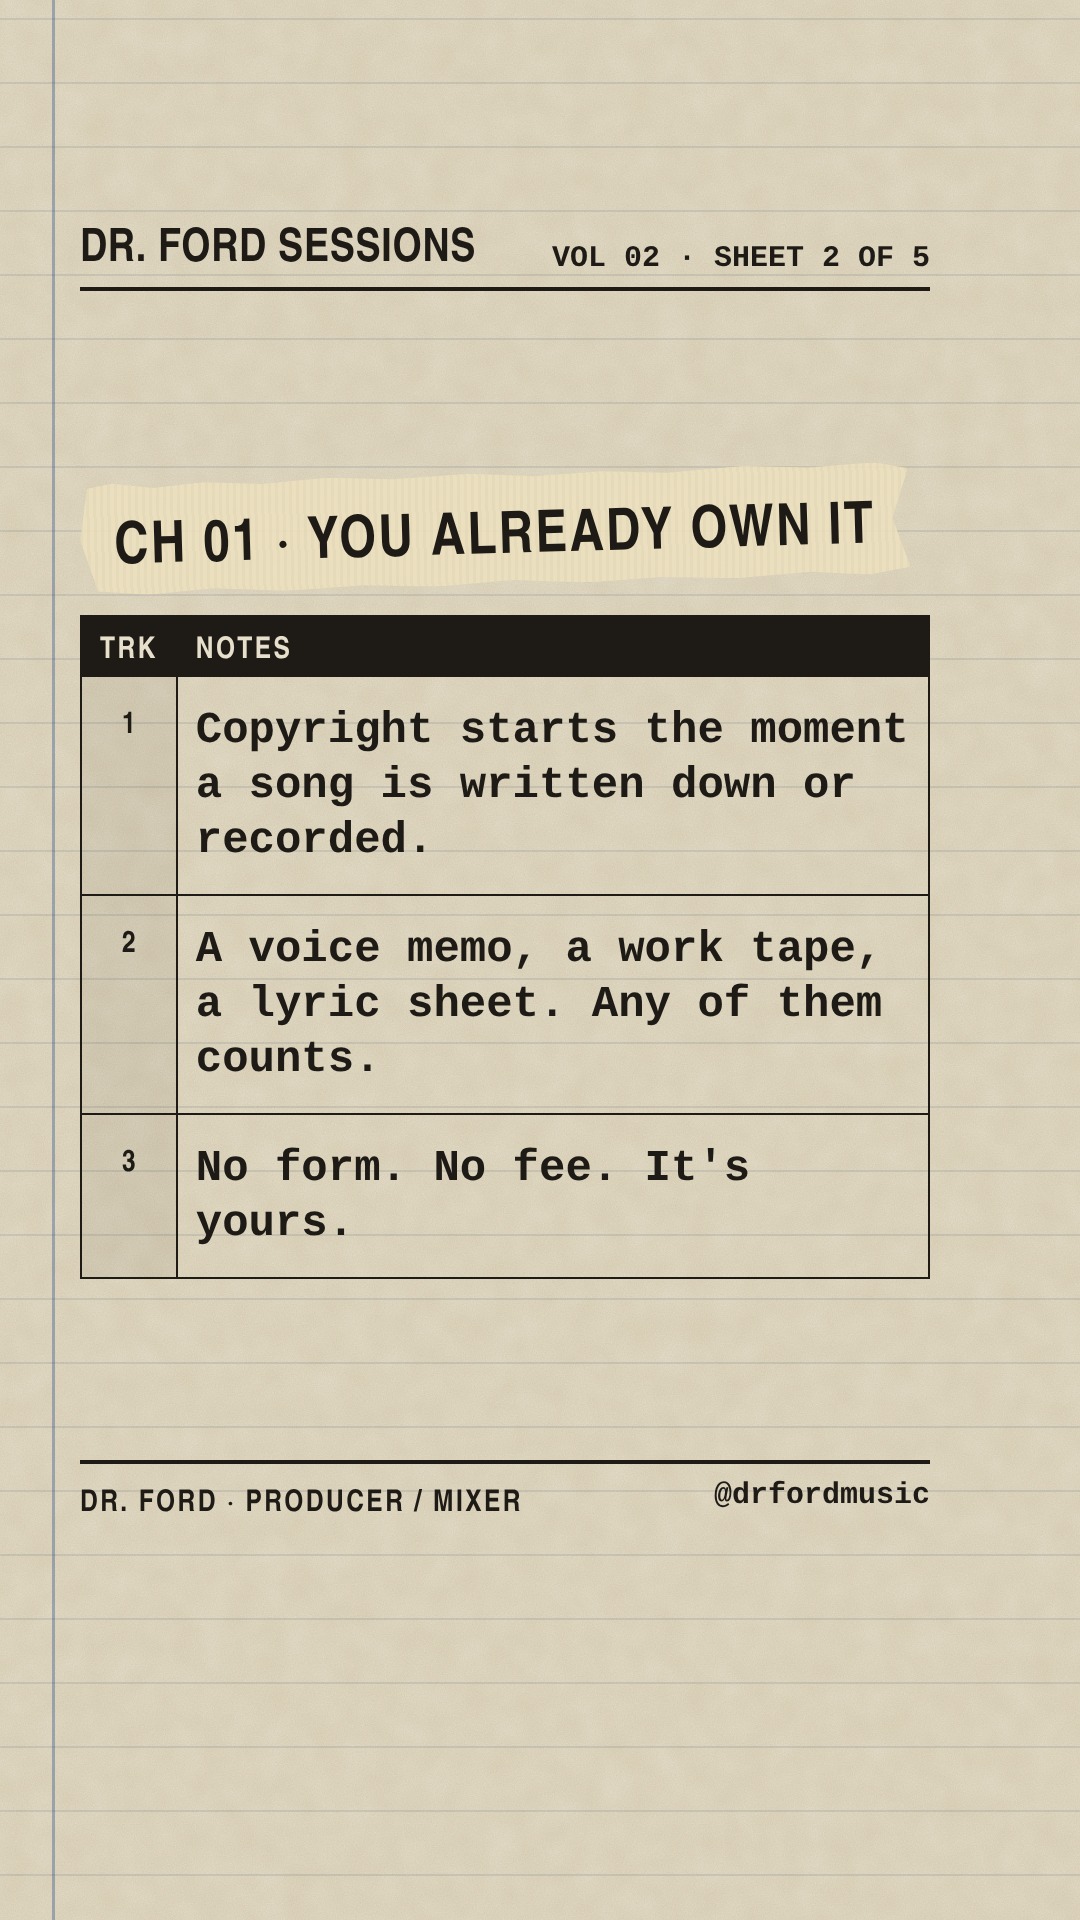 DR. FORD SESSIONS
VOL 02 · SHEET 2 OF 5
CH 01 · YOU ALREADY OWN IT
TRK NOTES
1 Copyright starts the moment
a song is written down or
recorded.
2 A voice memo, a work tape,
a lyric sheet. Any of them
counts.
3 No form. No fee. It's
yours.
DR. FORD · PRODUCER / MIXER
@drfordmusic